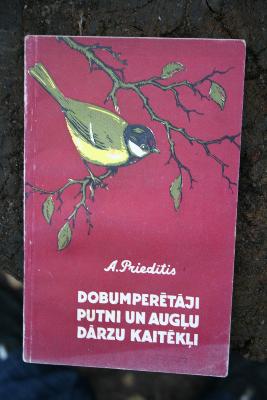 A. Priedītis
DOBUMPERĒTĀJI
PUTNI UN AUGĻU
DĀRZU KAITĒKĻI